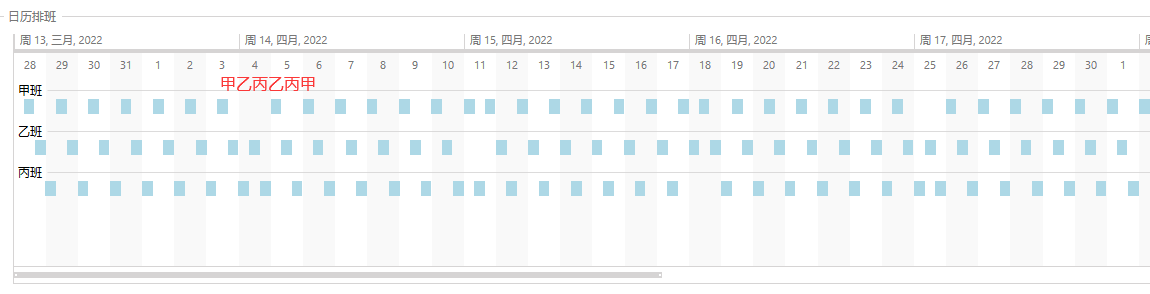 日历排班
周 13, 三月, 2022 周 14, 四月, 2022 周 15, 四月, 2022 周 16, 四月, 2022 周 17, 四月, 2022
28 29 30 31 1 2 3 4 5 6 7 8 9 10 11 12 13 14 15 16 17 18 19 20 21 22 23 24 25 26 27 28 29 30 1
甲乙丙乙丙甲
甲班
乙班
丙班